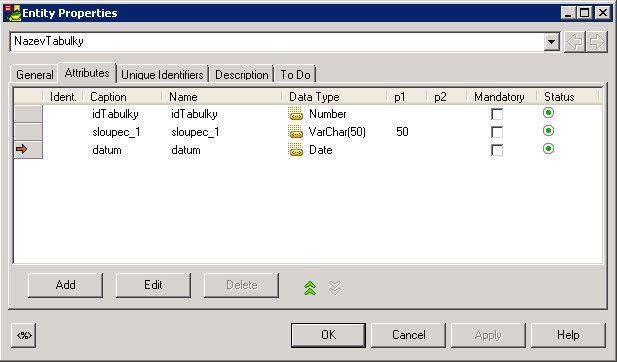 Entity Properties
NazevTabulky
General Attributes Unique Identifiers Description To Do
Ident. Caption Name Data Type p1 p2 Mandatory Status
idTabulky idTabulky Number
sloupec_1 sloupec_1 VarChar(50) 50
datum datum Date
Add Edit Delete
<%> OK Cancel Apply Help